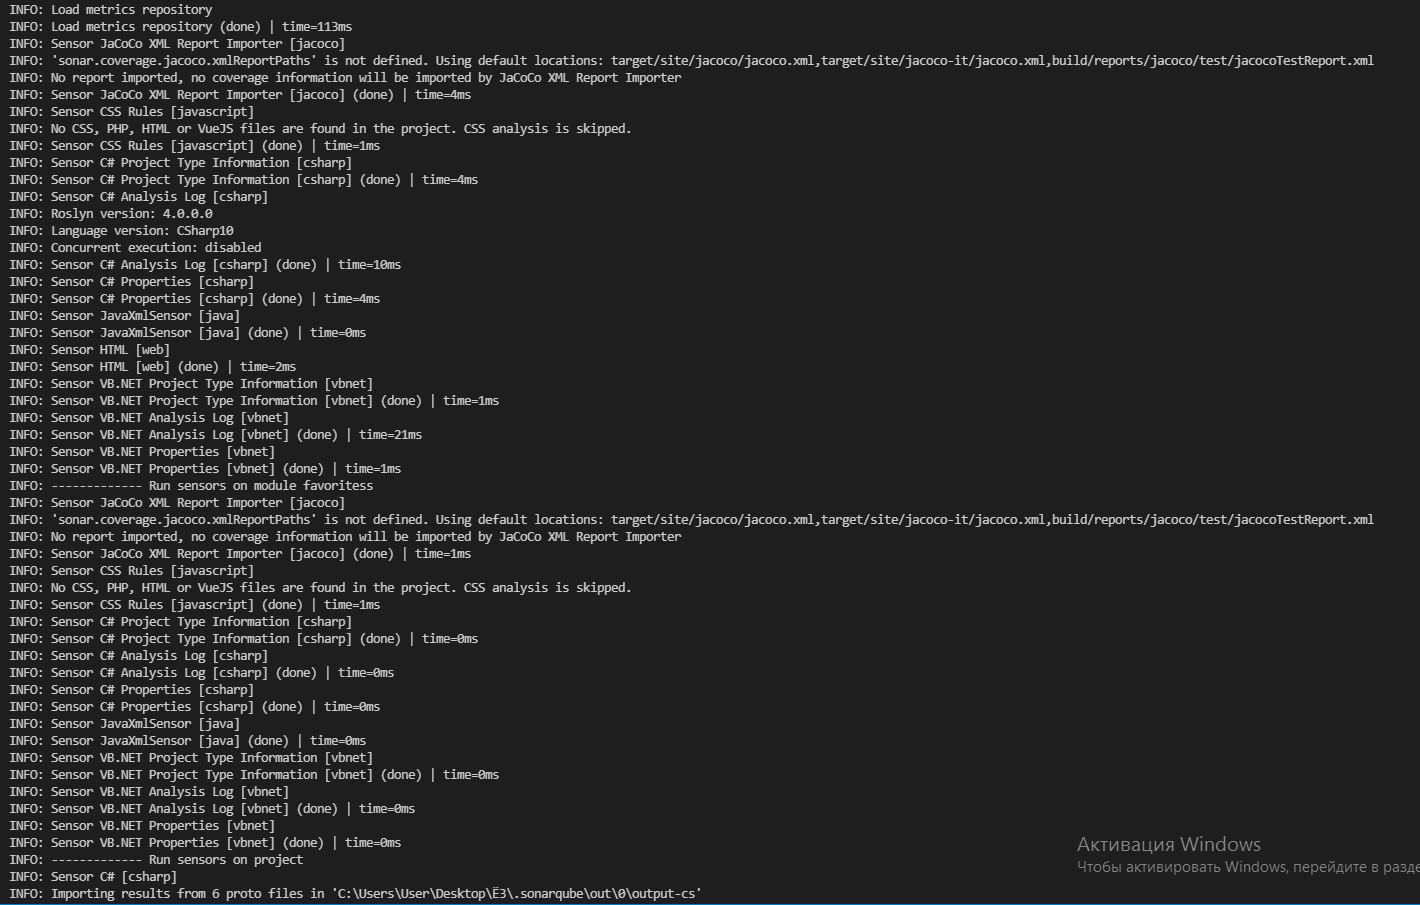 INFO: Load metrics repository
INFO: Load metrics repository (done) | time=113ms
INFO: Sensor JaCoCo XML Report Importer [jacoco]
INFO: 'sonar.coverage.jacoco.xmlReportPaths' is not defined. Using default locations: target/site/jacoco/jacoco.xml,target/site/jacoco-it/jacoco.xml,build/reports/jacoco/test/jacocoTestReport.xml
INFO: No report imported, no coverage information will be imported by JaCoCo XML Report Importer
INFO: Sensor JaCoCo XML Report Importer [jacoco] (done) | time=4ms
INFO: Sensor CSS Rules [javascript]
INFO: No CSS, PHP, HTML or VueJS files are found in the project. CSS analysis is skipped.
INFO: Sensor CSS Rules [javascript] (done) | time=1ms
INFO: Sensor C# Project Type Information [csharp]
INFO: Sensor C# Project Type Information [csharp] (done) | time=4ms
INFO: Sensor C# Analysis Log [csharp]
INFO: Roslyn version: 4.0.0.0
INFO: Language version: CSharp10
INFO: Concurrent execution: disabled
INFO: Sensor C# Analysis Log [csharp] (done) | time=10ms
INFO: Sensor C# Properties [csharp]
INFO: Sensor C# Properties [csharp] (done) | time=4ms
INFO: Sensor JavaXmlSensor [java]
INFO: Sensor JavaXmlSensor [java] (done) | time=0ms
INFO: Sensor HTML [web]
INFO: Sensor HTML [web] (done) | time=2ms
INFO: Sensor VB.NET Project Type Information [vbnet]
INFO: Sensor VB.NET Project Type Information [vbnet] (done) | time=1ms
INFO: Sensor VB.NET Analysis Log [vbnet]
INFO: Sensor VB.NET Analysis Log [vbnet] (done) | time=21ms
INFO: Sensor VB.NET Properties [vbnet]
INFO: Sensor VB.NET Properties [vbnet] (done) | time=1ms
INFO: ------------- Run sensors on module favoritess
INFO: Sensor JaCoCo XML Report Importer [jacoco]
INFO: 'sonar.coverage.jacoco.xmlReportPaths' is not defined. Using default locations: target/site/jacoco/jacoco.xml,target/site/jacoco-it/jacoco.xml,build/reports/jacoco/test/jacocoTestReport.xml
INFO: No report imported, no coverage information will be imported by JaCoCo XML Report Importer
INFO: Sensor JaCoCo XML Report Importer [jacoco] (done) | time=1ms
INFO: Sensor CSS Rules [javascript]
INFO: No CSS, PHP, HTML or VueJS files are found in the project. CSS analysis is skipped.
INFO: Sensor CSS Rules [javascript] (done) | time=1ms
INFO: Sensor C# Project Type Information [csharp]
INFO: Sensor C# Project Type Information [csharp] (done) | time=0ms
INFO: Sensor C# Analysis Log [csharp]
INFO: Sensor C# Analysis Log [csharp] (done) | time=0ms
INFO: Sensor C# Properties [csharp]
INFO: Sensor C# Properties [csharp] (done) | time=0ms
INFO: Sensor JavaXmlSensor [java]
INFO: Sensor JavaXmlSensor [java] (done) | time=0ms
INFO: Sensor VB.NET Project Type Information [vbnet]
INFO: Sensor VB.NET Project Type Information [vbnet] (done) | time=0ms
INFO: Sensor VB.NET Analysis Log [vbnet]
INFO: Sensor VB.NET Analysis Log [vbnet] (done) | time=0ms
INFO: Sensor VB.NET Properties [vbnet]
INFO: Sensor VB.NET Properties [vbnet] (done) | time=0ms
INFO: ------------- Run sensors on project
INFO: Sensor C# [csharp]
INFO: Importing results from 6 proto files in 'C:\Users\User\Desktop\Ё3\.sonarqube\out\0\output-cs'
Активация Windows
Чтобы активировать Windows, перейдите в разде